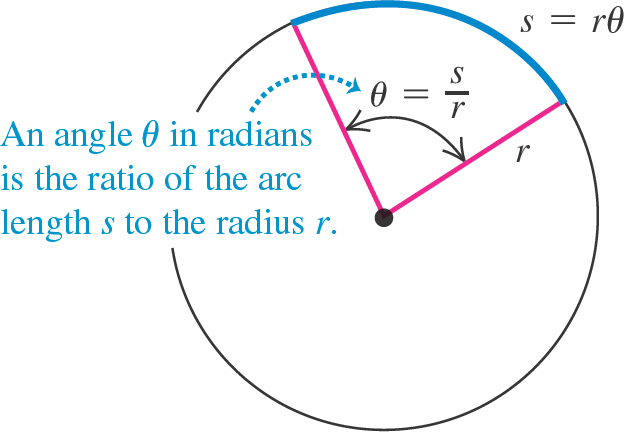 s = rθ
θ = s/r
An angle θ in radians
is the ratio of the arc
length s to the radius r.
r